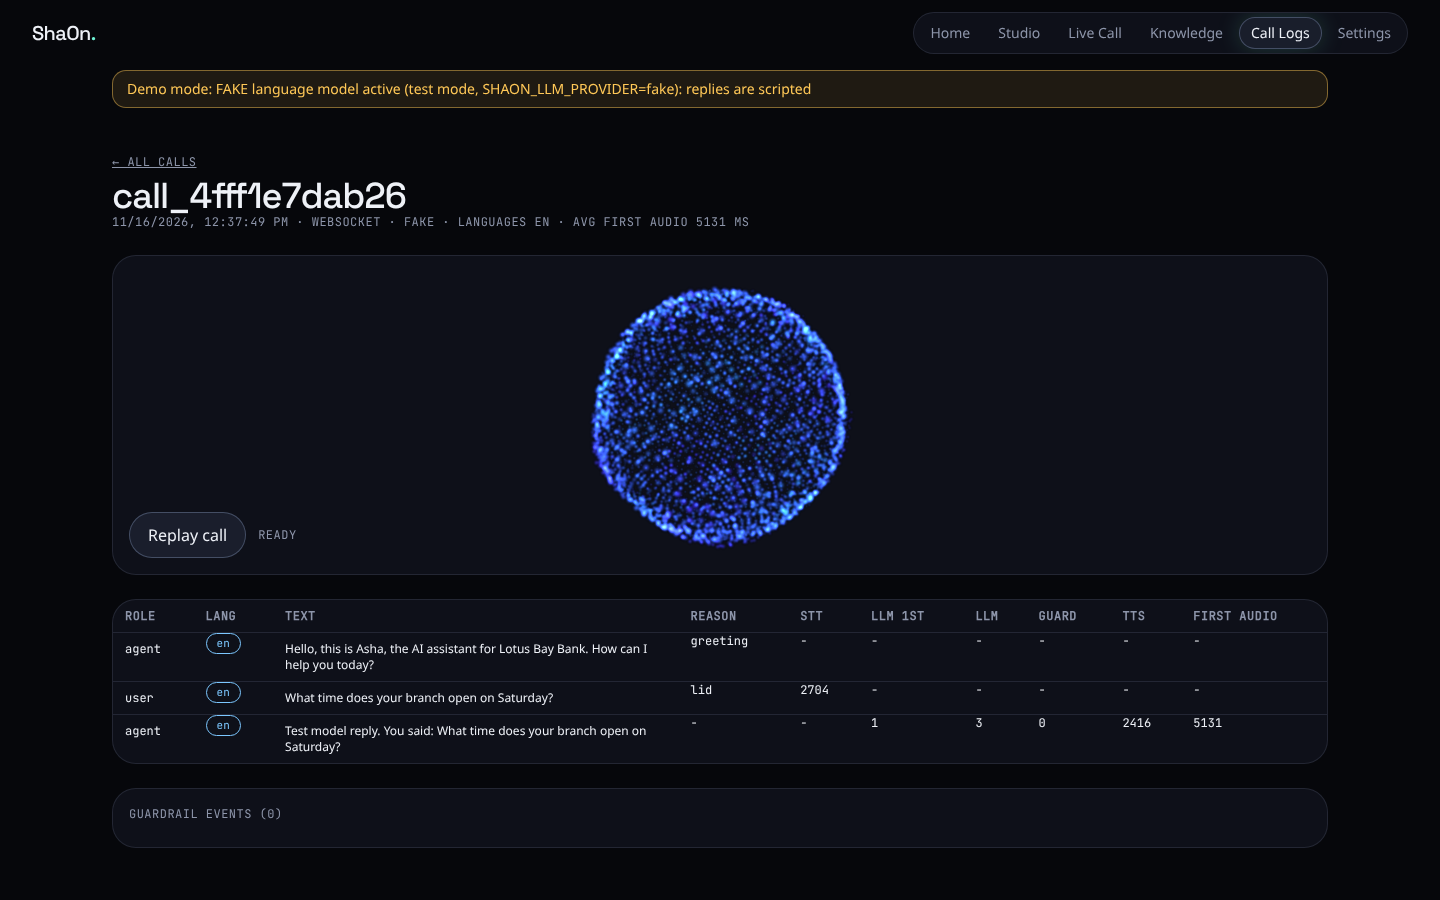 ShaOn.
Home Studio Live Call Knowledge Call Logs Settings
Demo mode: FAKE language model active (test mode, SHAON_LLM_PROVIDER=fake): replies are scripted
← ALL CALLS
call_4fff1e7dab26
11/16/2026, 12:37:49 PM · WEBSOCKET · FAKE · LANGUAGES EN · AVG FIRST AUDIO 5131 MS
Replay call READY
ROLE LANG TEXT REASON STT LLM 1ST LLM GUARD TTS FIRST AUDIO
agent en Hello, this is Asha, the AI assistant for Lotus Bay Bank. How can I greeting - - - - - -
help you today?
user en What time does your branch open on Saturday? lid 2704 - - - - -
agent en Test model reply. You said: What time does your branch open on - - 1 3 0 2416 5131
Saturday?
GUARDRAIL EVENTS (0)